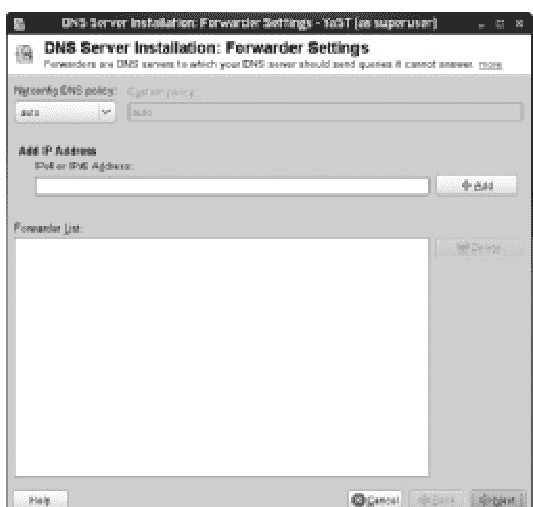 DNS Server Installation: Forwarder Settings - YaST (as superuser)
DNS Server Installation: Forwarder Settings
Forwarders are DNS servers to which your DNS server should send queries it cannot answer. more
Netconfig DNS policy: Custom policy:
auto auto
Add IP Address
IPv4 or IPv6 Address:
Add
Forwarder List:
Delete
Help Cancel Back Next